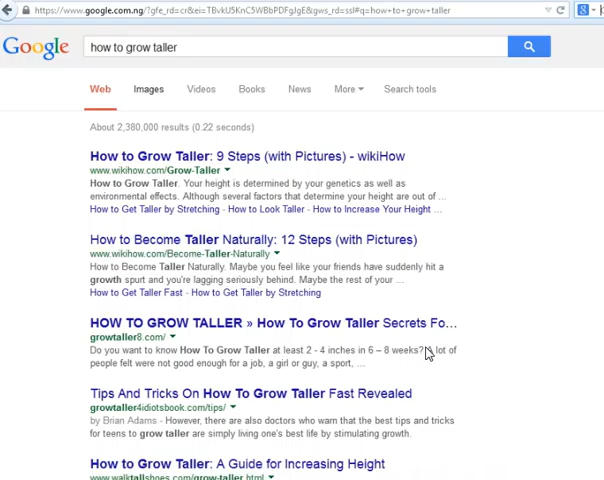 https://www.google.com.ng/?gfe_rd=cr&ei=TBvkU5KnC5WBbPDFgJgE&gws_rd=ssl#q=how+to+grow+taller
Google
how to grow taller
Web Images Videos Books News More Search tools
About 2,380,000 results (0.22 seconds)
How to Grow Taller: 9 Steps (with Pictures) - wikiHow
www.wikihow.com/Grow-Taller
How to Grow Taller. Your height is determined by your genetics as well as
environmental effects. Although several factors that determine your height are out of ...
How to Get Taller by Stretching - How to Look Taller - How to Increase Your Height ...
How to Become Taller Naturally: 12 Steps (with Pictures)
www.wikihow.com/Become-Taller-Naturally
How to Become Taller Naturally. Maybe you feel like your friends have suddenly hit a
growth spurt and you're lagging seriously behind. Maybe the rest of your ...
How to Get Taller Fast - How to Get Taller by Stretching
HOW TO GROW TALLER » How To Grow Taller Secrets Fo...
growtaller8.com/
Do you want to know How To Grow Taller at least 2 - 4 inches in 6 – 8 weeks? A lot of
people felt were not good enough for a job, a girl or guy, a sport, ...
Tips And Tricks On How To Grow Taller Fast Revealed
growtaller4idiotsbook.com/tips/
by Brian Adams - However, there are also doctors who warn that the best tips and tricks
for teens to grow taller are simply living one's best life by stimulating growth.
How to Grow Taller: A Guide for Increasing Height
www.walktallshoes.com/grow-taller.html